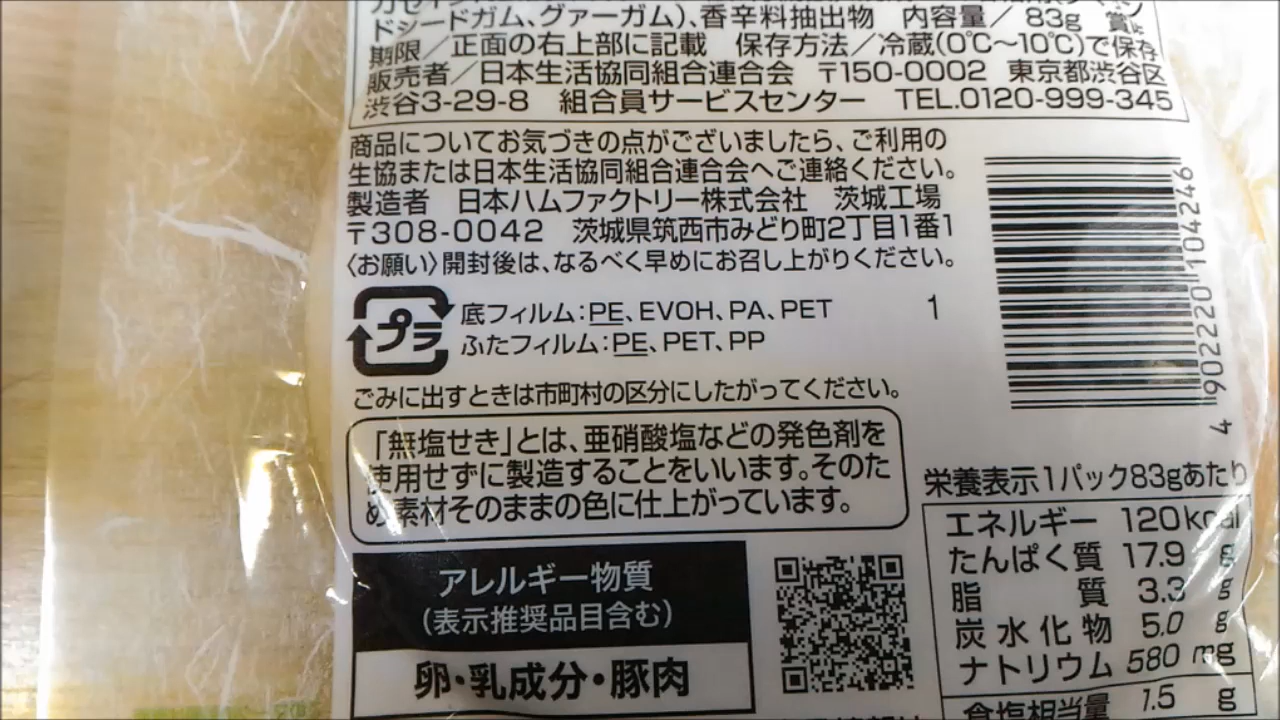 ドシードガム、グァーガム)、香辛料抽出物 内容量/83g 賞味
期限/正面の右上部に記載 保存方法/冷蔵(0℃~10℃)で保存
販売者/日本生活協同組合連合会 〒150-0002 東京都渋谷区
渋谷3-29-8 組合員サービスセンター TEL.0120-999-345
商品についてお気づきの点がございましたら、ご利用の
生協または日本生活協同組合連合会へご連絡ください。
製造者 日本ハムファクトリー株式会社 茨城工場
〒308-0042 茨城県筑西市みどり町2丁目1番1
〈お願い〉開封後は、なるべく早めにお召し上がりください。
プラ
底フィルム:PE、EVOH、PA、PET 1
ふたフィルム:PE、PET、PP
ごみに出すときは市町村の区分にしたがってください。
「無塩せき」とは、亜硝酸塩などの発色剤を
使用せずに製造することをいいます。そのた
め素材そのままの色に仕上がっています。
アレルギー物質
(表示推奨品目含む)
卵・乳成分・豚肉
4 902220 104246
栄養表示1パック83gあたり
エネルギー 120kcal
たんぱく質 17.9 g
脂質 3.3 g
炭水化物 5.0 g
ナトリウム 580 mg
食塩相当量 1.5 g